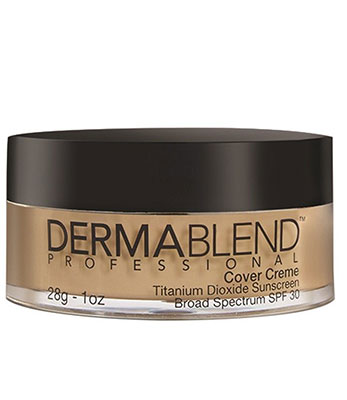 DERMABLEND™
PROFESSIONAL
Cover Creme
28g - 1oz
Titanium Dioxide Sunscreen
Broad Spectrum SPF 30